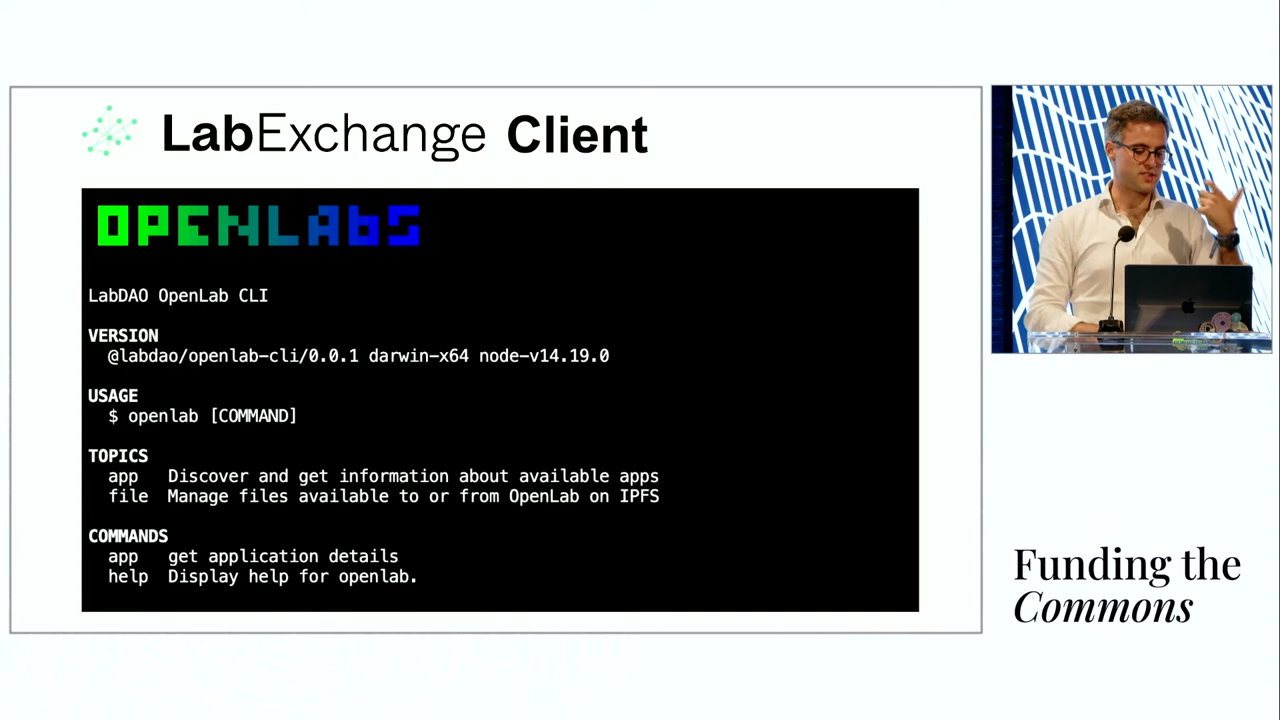 LabExchange Client
OPENLABS
LabDAO OpenLab CLI
VERSION
@labdao/openlab-cli/0.0.1 darwin-x64 node-v14.19.0
USAGE
$ openlab [COMMAND]
TOPICS
app Discover and get information about available apps
file Manage files available to or from OpenLab on IPFS
COMMANDS
app get application details
help Display help for openlab.
Funding the
Commons